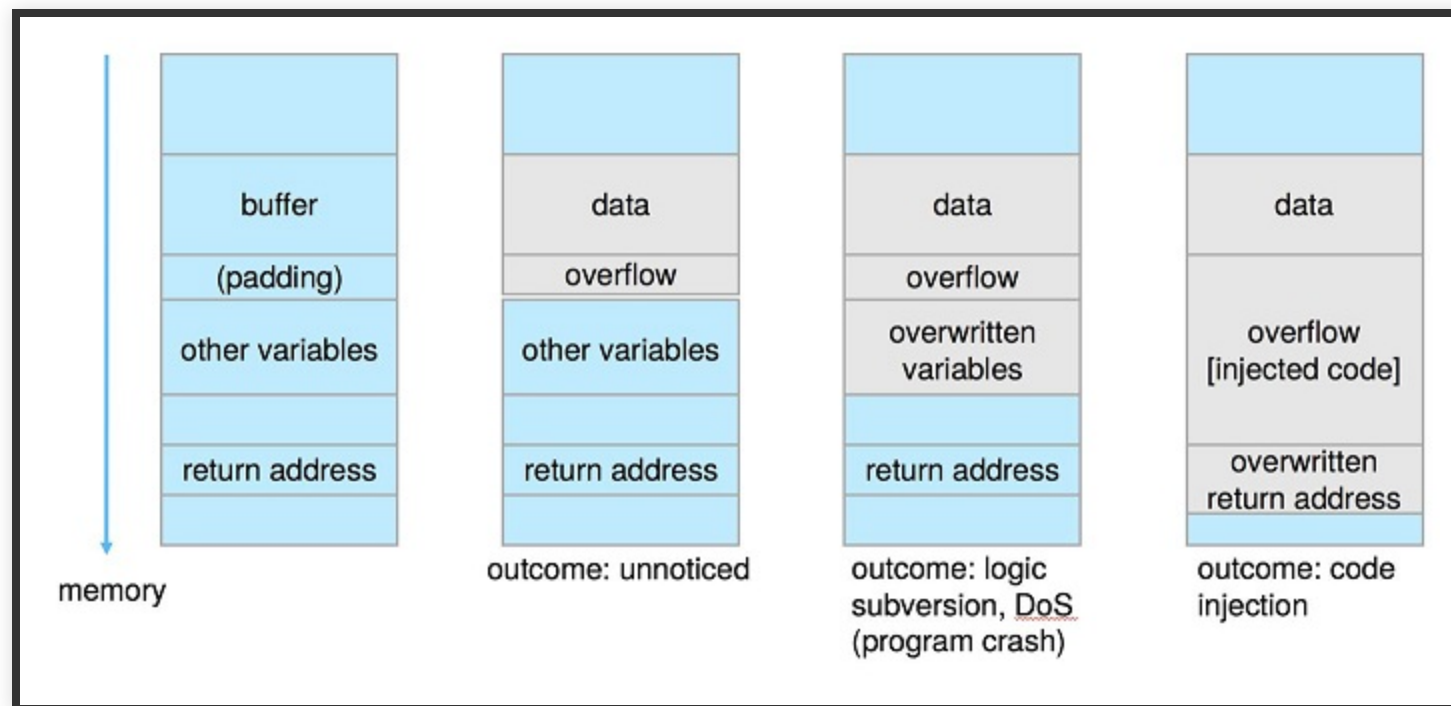 buffer
(padding)
other variables
return address
memory
data
overflow
other variables
return address
outcome: unnoticed
data
overflow
overwritten
variables
return address
outcome: logic
subversion, DoS
(program crash)
data
overflow
[injected code]
overwritten
return address
outcome: code
injection